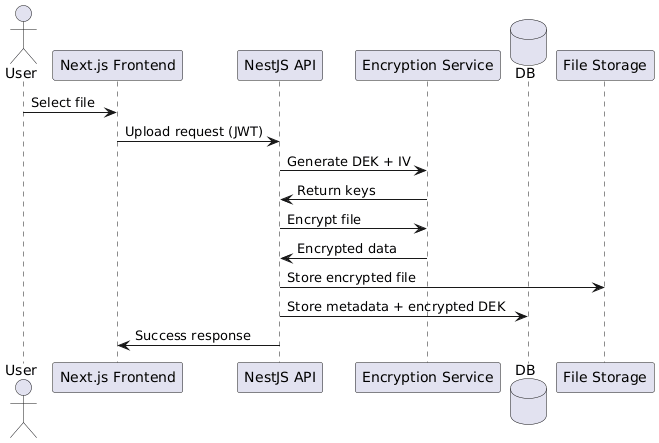 User
Next.js Frontend
NestJS API
Encryption Service
DB
File Storage
Select file
Upload request (JWT)
Generate DEK + IV
Return keys
Encrypt file
Encrypted data
Store encrypted file
Store metadata + encrypted DEK
Success response
User
Next.js Frontend
NestJS API
Encryption Service
DB
File Storage